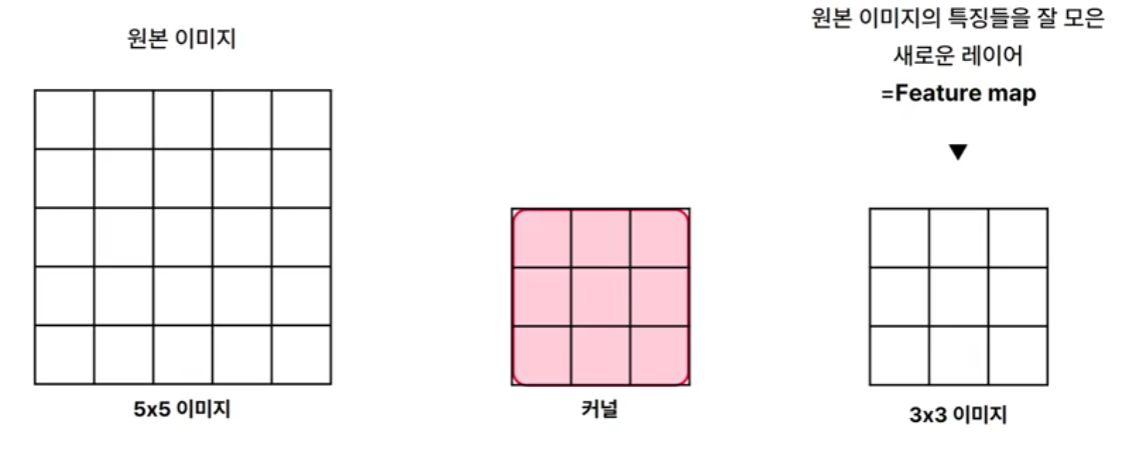 원본 이미지
원본 이미지의 특징들을 잘 모은
새로운 레이어
=Feature map
▼
5x5 이미지
커널
3x3 이미지